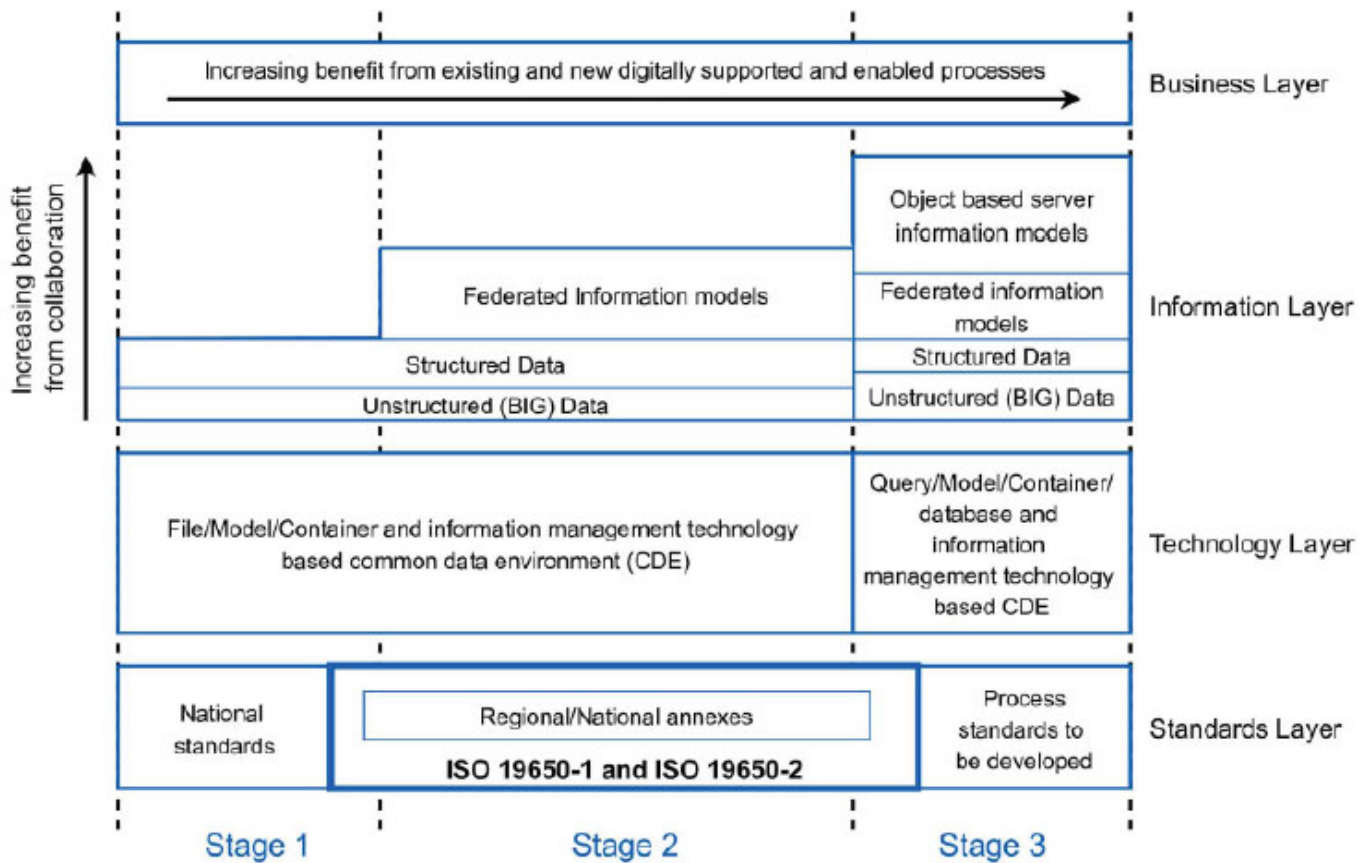 Increasing benefit from existing and new digitally supported and enabled processes
Business Layer
Increasing benefit
from collaboration
Object based server
information models
Federated Information models
Federated information
models
Information Layer
Structured Data
Structured Data
Unstructured (BIG) Data
Unstructured (BIG) Data
File/Model/Container and information management technology
based common data environment (CDE)
Query/Model/Container/
database and
information
management technology
based CDE
Technology Layer
National
standards
Regional/National annexes
ISO 19650-1 and ISO 19650-2
Process
standards to
be developed
Standards Layer
Stage 1
Stage 2
Stage 3